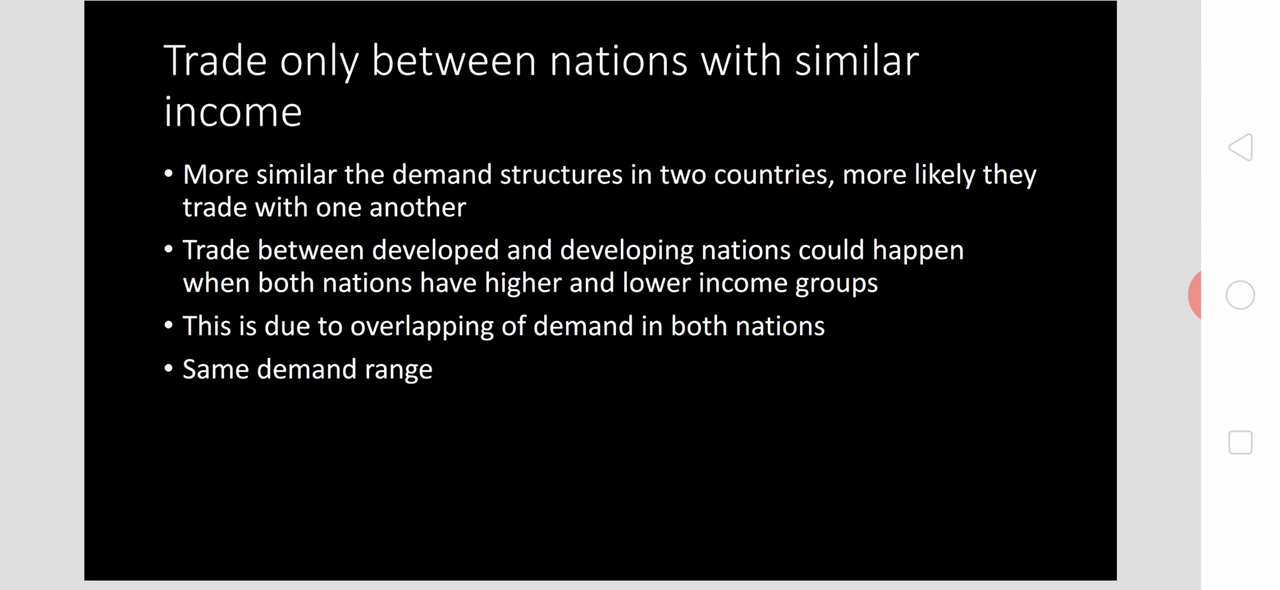 Trade only between nations with similar
income
• More similar the demand structures in two countries, more likely they
trade with one another
• Trade between developed and developing nations could happen
when both nations have higher and lower income groups
• This is due to overlapping of demand in both nations
• Same demand range